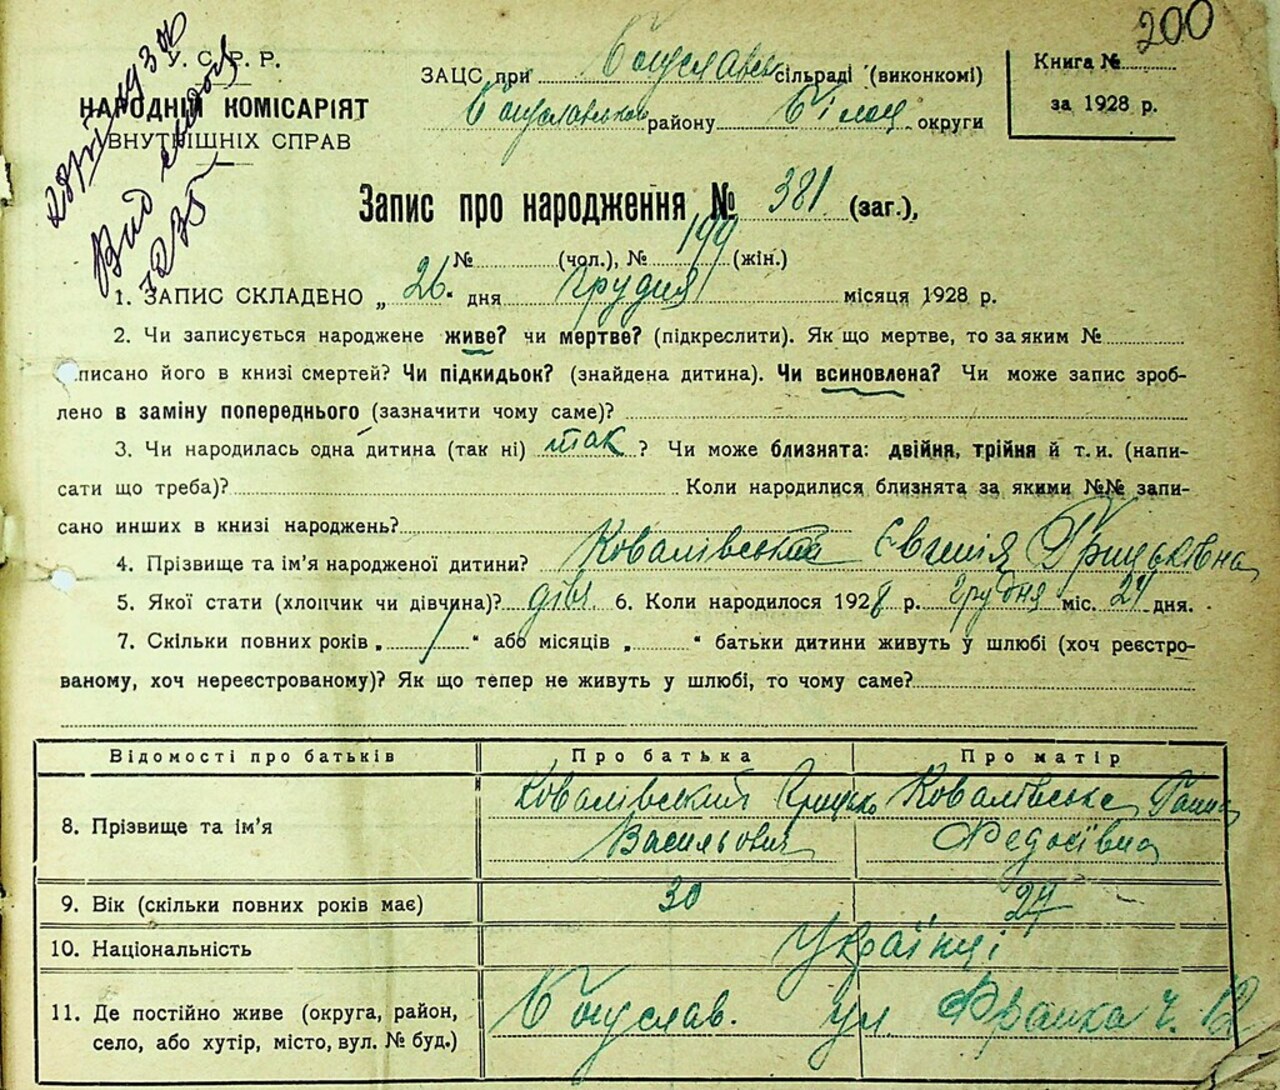 200
У. С. Р. Р.
НАРОДНІЙ КОМІСАРІЯТ
ВНУТРІШНІХ СПРАВ
Вид
ЗАЦС при Богуславськ сільраді (виконкомі)
Богуславськов району Білоц округи
Книга №
за 1928 р.
Запис про народження № 381 (заг.),
№ (чол.), № 199 (жін.)
1. ЗАПИС СКЛАДЕНО „ 26 " дня Грудня місяця 1928 р.
2. Чи записується народжене живе? чи мертве? (підкреслити). Як що мертве, то за яким №
писано його в книзі смертей? Чи підкидьок? (знайдена дитина). Чи всиновлена? Чи може запис зроб-
лено в заміну попереднього (зазначити чому саме)?
3. Чи народилась одна дитина (так ні) так ? Чи може близнята: двійня, трійня й т. и. (напи-
сати що треба)? Коли народилися близнята за якими №№ запи-
сано инших в книзі народжень?
4. Прізвище та ім'я народженої дитини? Ковалівська Євгенія Грицьківна
5. Якої стати (хлопчик чи дівчина)? дівч. 6. Коли народилося 1928 р. Грудня міс. 24 дня.
7. Скільки повних років „ " або місяців „ " батьки дитини живуть у шлюбі (хоч реєстро-
ваному, хоч нереєстрованому)? Як що тепер не живуть у шлюбі, то чому саме?
Відомості про батьків Про батька Про матір
8. Прізвище та ім'я Ковалівский Грицько Васильович Ковалівська Ганна Федосіївна
9. Вік (скільки повних років має) 30 24
10. Національність Українці
11. Де постійно живе (округа, район, Богуслав. ул Франка ч. 12
село, або хутір, місто, вул. № буд.)